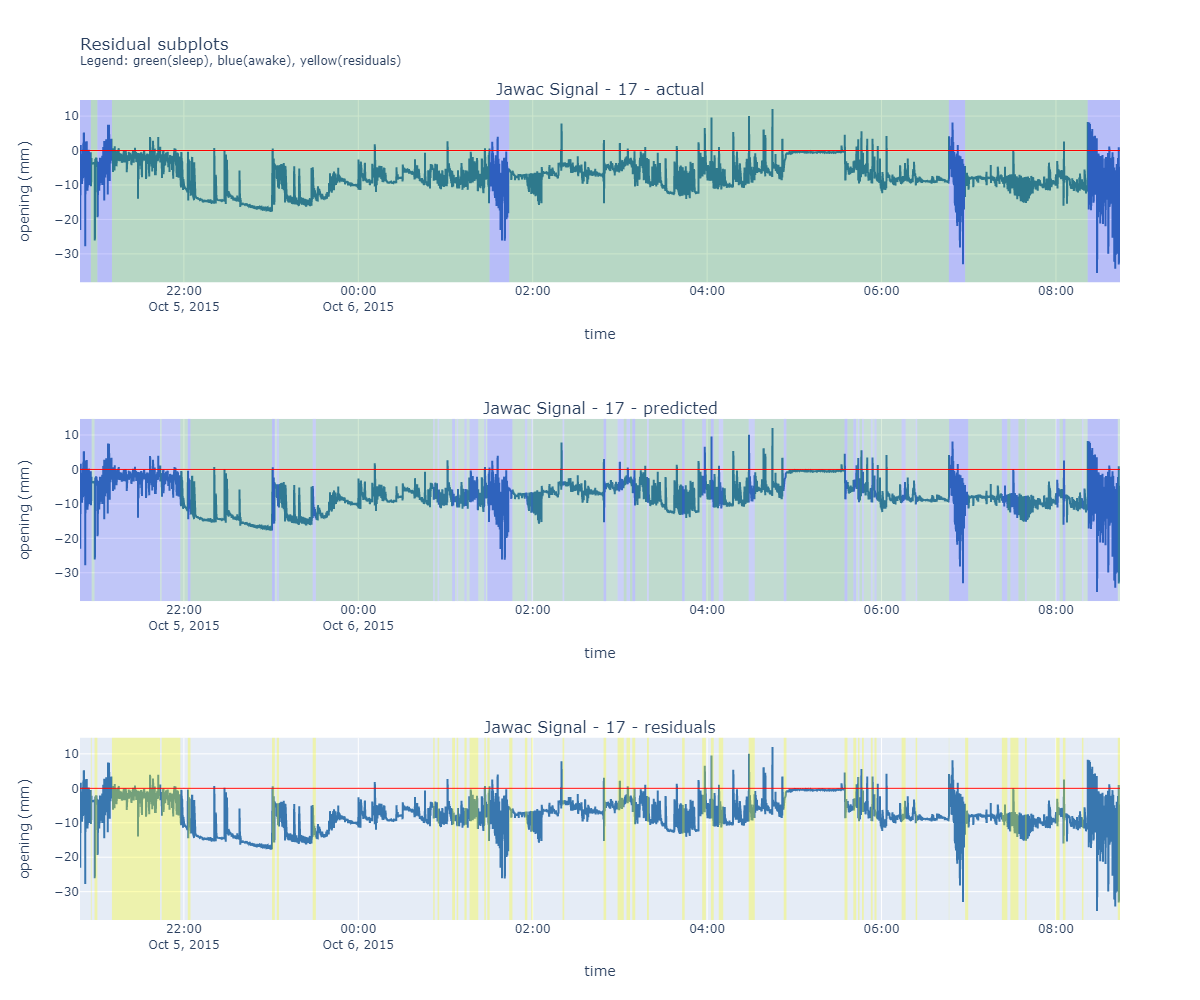 Residual subplots
Legend: green(sleep), blue(awake), yellow(residuals)
Jawac Signal - 17 - actual
opening (mm)
10
0
−10
−20
−30
22:00
Oct 5, 2015
00:00
Oct 6, 2015
02:00
04:00
06:00
08:00
time
Jawac Signal - 17 - predicted
opening (mm)
10
0
−10
−20
−30
22:00
Oct 5, 2015
00:00
Oct 6, 2015
02:00
04:00
06:00
08:00
time
Jawac Signal - 17 - residuals
opening (mm)
10
0
−10
−20
−30
22:00
Oct 5, 2015
00:00
Oct 6, 2015
02:00
04:00
06:00
08:00
time